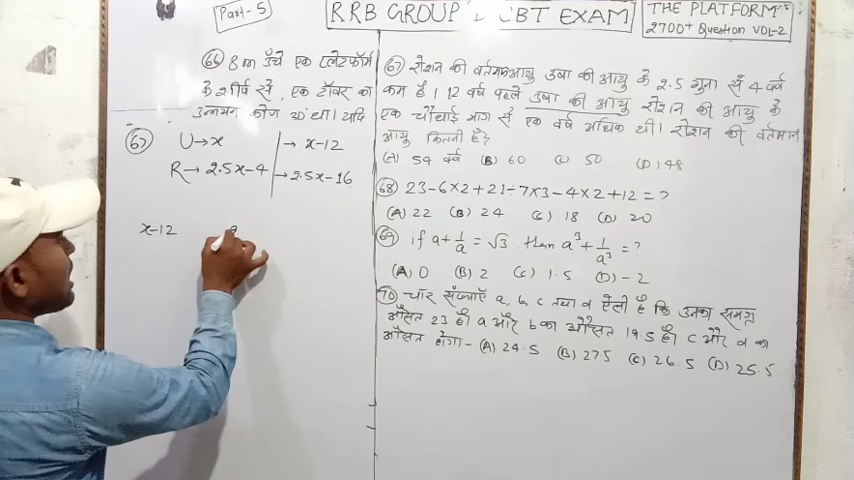 Part-5
RRB GROUP CBT EXAM
THE PLATFORM
2700+ Question VOL-2
66 8m ऊँचे एक प्लेटफॉर्म
के शीर्ष से, एक टॉवर का
उन्नयन कोण था। यदि
67 U→x → x-12
R→ 2.5x-4 → 2.5x-16
x-12
67 रोशन की वर्तमान आयु उषा की आयु के 2.5 गुना से 4 वर्ष
कम है। 12 वर्ष पहले उषा की आयु रोशन की आयु के
एक चौथाई भाग से एक वर्ष अधिक थी। रोशन की वर्तमान
आयु कितनी है?
(A) 54 वर्ष (B) 60 (C) 50 (D) 48
68 23-6×2+21÷7×3-4×2+12=?
(A) 22 (B) 24 (C) 18 (D) 20
69 if a+1/a=√3 then a³+1/a³=?
(A) 0 (B) 2 (C) 1.5 (D) -2
70 चार संख्याएँ a, b, c तथा d ऐसी है कि उनका समग्र
औसत 23 है। a और b का औसत 19.5 है। c और d का
औसत होगा- (A) 24.5 (B) 27.5 (C) 26.5 (D) 25.5